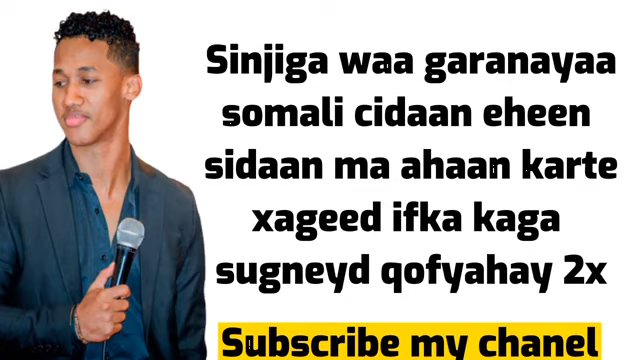 Sinjiga waa garanayaa
somali cidaan eheen
sidaan ma ahaan karte
xageed ifka kaga
sugneyd qofyahay 2x
Subscribe my chanel